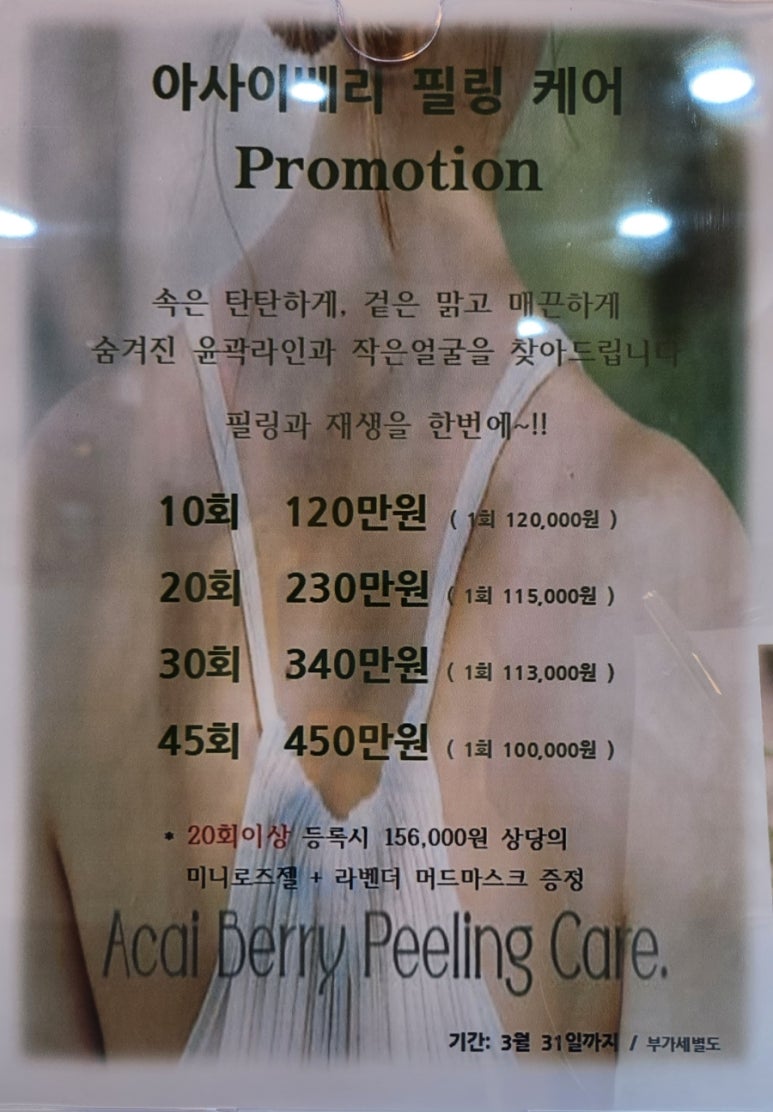 아사이베리 필링 케어
Promotion
속은 탄탄하게, 겉은 맑고 매끈하게
숨겨진 윤곽라인과 작은얼굴을 찾아드립니다
필링과 재생을 한번에~!!
10회 120만원 ( 1회 120,000원 )
20회 230만원 ( 1회 115,000원 )
30회 340만원 ( 1회 113,000원 )
45회 450만원 ( 1회 100,000원 )
* 20회이상 등록시 156,000원 상당의
미니로즈젤 + 라벤더 머드마스크 증정
Acai Berry Peeling Care.
기간: 3월 31일까지 / 부가세별도